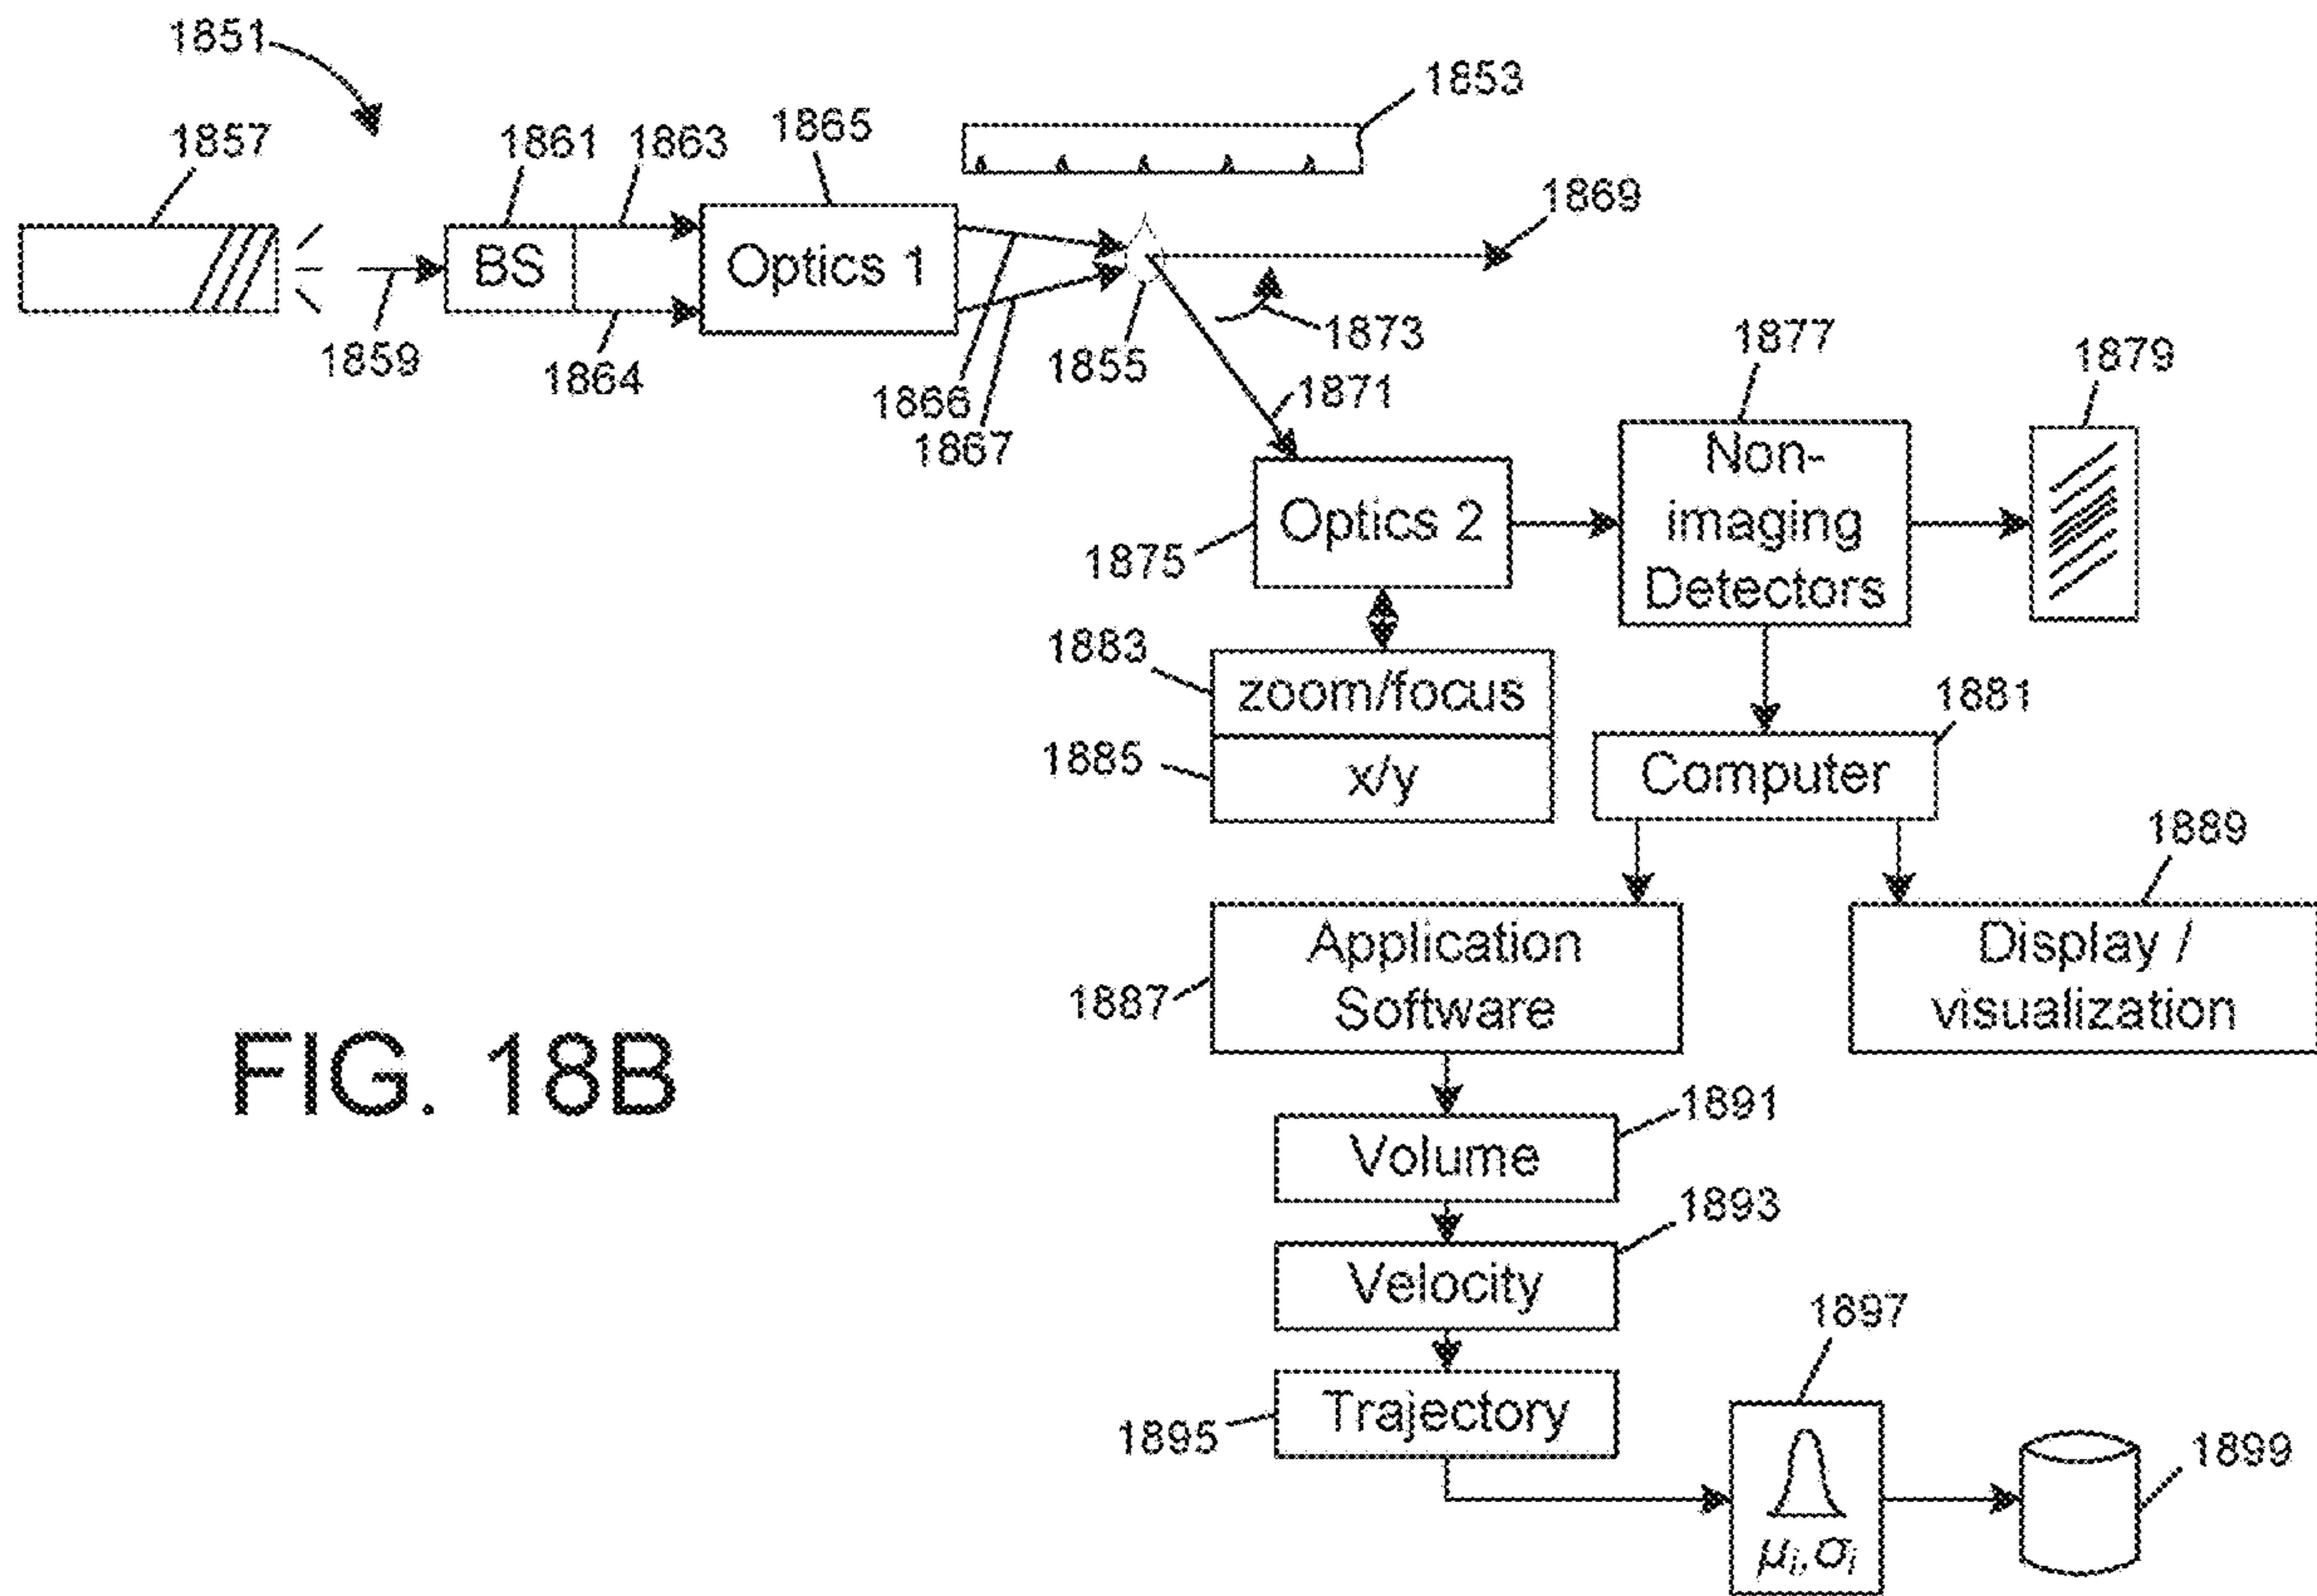 1851
1853
1857
1861
1863
1865
1869
BS
Optics 1
1859
1864
1866
1867
1855
1873
1871
1877
1879
Non-
imaging
Detectors
Optics 2
1875
1883
zoom/focus
1881
1885
x/y
Computer
1889
Application
Software
1887
Display /
visualization
FIG. 18B
1891
Volume
1893
Velocity
1897
Trajectory
1895
1899
μi,σi